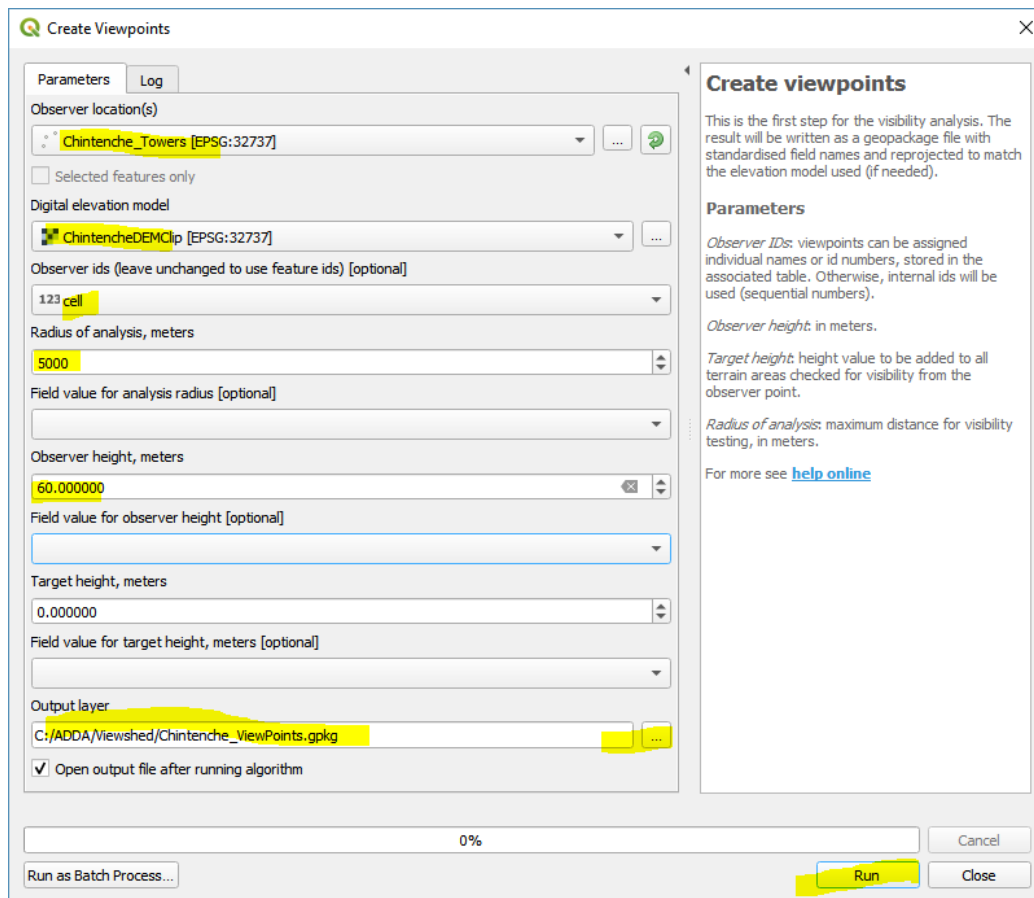 Create Viewpoints
Parameters
Log
Observer location(s)
Chintenche_Towers [EPSG:32737]
...
Selected features only
Digital elevation model
ChintencheDEMClip [EPSG:32737]
...
Observer ids (leave unchanged to use feature ids) [optional]
123 cell
Radius of analysis, meters
5000
Field value for analysis radius [optional]
Observer height, meters
60.000000
Field value for observer height [optional]
Target height, meters
0.000000
Field value for target height, meters [optional]
Output layer
C:/ADDA/Viewshed/Chintenche_ViewPoints.gpkg
...
Open output file after running algorithm
Create viewpoints
This is the first step for the visibility analysis. The
result will be written as a geopackage file with
standardised field names and reprojected to match
the elevation model used (if needed).
Parameters
Observer IDs: viewpoints can be assigned
individual names or id numbers, stored in the
associated table. Otherwise, internal ids will be
used (sequential numbers).
Observer height: in meters.
Target height: height value to be added to all
terrain areas checked for visibility from the
observer point.
Radius of analysis: maximum distance for visibility
testing, in meters.
For more see help online
0%
Cancel
Run as Batch Process...
Run
Close